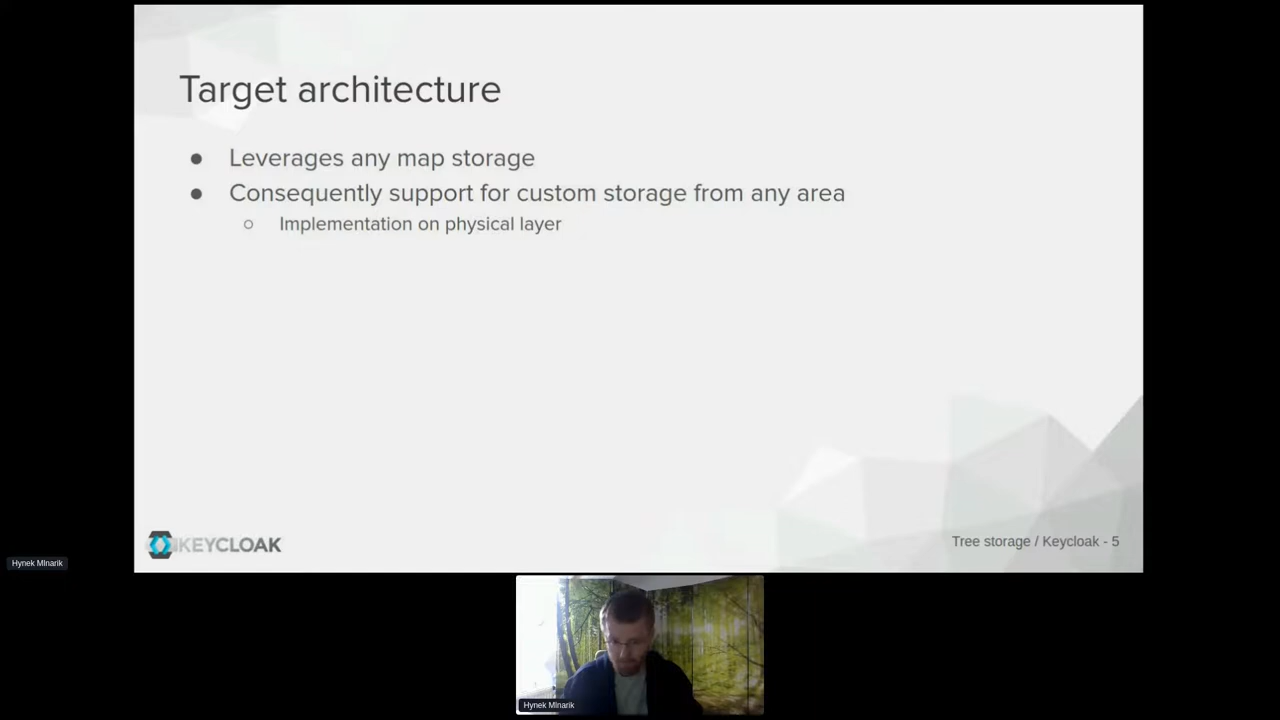 Target architecture
● Leverages any map storage
● Consequently support for custom storage from any area
○ Implementation on physical layer
KEYCLOAK
Tree storage / Keycloak - 5
Hynek Mlnarik
Hynek Mlnarik